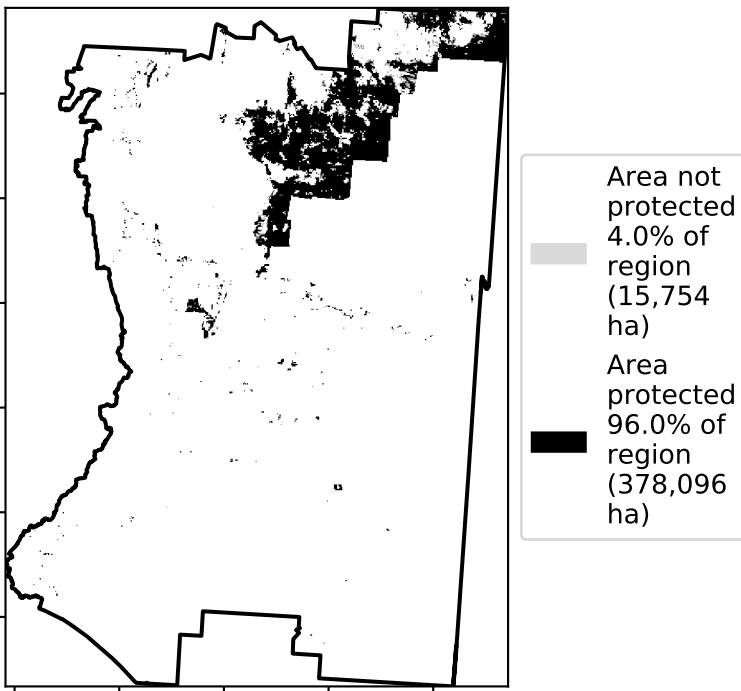 Area not
protected
4.0% of
region
(15,754
ha)
Area
protected
96.0% of
region
(378,096
ha)